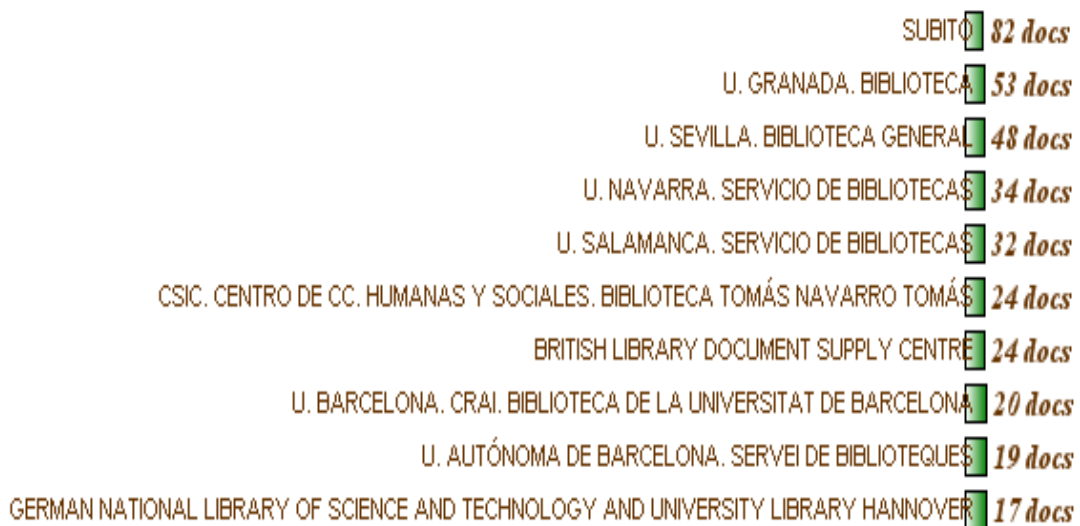 SUBITO 82 docs
U. GRANADA. BIBLIOTECA 53 docs
U. SEVILLA. BIBLIOTECA GENERAL 48 docs
U. NAVARRA. SERVICIO DE BIBLIOTECAS 34 docs
U. SALAMANCA. SERVICIO DE BIBLIOTECAS 32 docs
CSIC. CENTRO DE CC. HUMANAS Y SOCIALES. BIBLIOTECA TOMÁS NAVARRO TOMÁS 24 docs
BRITISH LIBRARY DOCUMENT SUPPLY CENTRE 24 docs
U. BARCELONA. CRAI. BIBLIOTECA DE LA UNIVERSITAT DE BARCELONA 20 docs
U. AUTÓNOMA DE BARCELONA. SERVEI DE BIBLIOTEQUES 19 docs
GERMAN NATIONAL LIBRARY OF SCIENCE AND TECHNOLOGY AND UNIVERSITY LIBRARY HANNOVER 17 docs